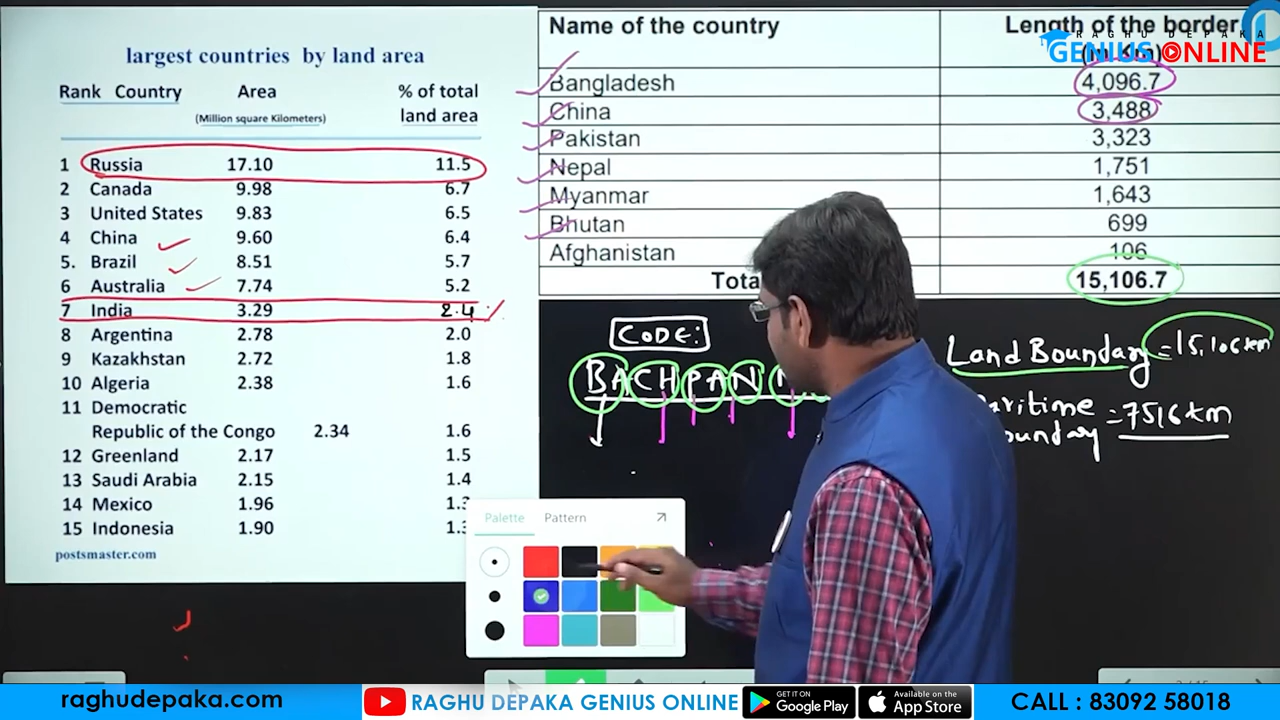 largest countries by land area
Rank Country Area % of total land area
(Million square Kilometers)
1 Russia 17.10 11.5
2 Canada 9.98 6.7
3 United States 9.83 6.5
4 China 9.60 6.4
5. Brazil 8.51 5.7
6 Australia 7.74 5.2
7 India 3.29 2.4
8 Argentina 2.78 2.0
9 Kazakhstan 2.72 1.8
10 Algeria 2.38 1.6
11 Democratic
Republic of the Congo 2.34 1.6
12 Greenland 2.17 1.5
13 Saudi Arabia 2.15 1.4
14 Mexico 1.96
15 Indonesia 1.90
postsmaster.com
Name of the country Length of the border
RAGHU DEPAKA
GENIUS ONLINE
Bangladesh 4,096.7
China 3,488
Pakistan 3,323
Nepal 1,751
Myanmar 1,643
Bhutan 699
Afghanistan 106
15,106.7
CODE:
BACHPAN
Land Boundary = 15,106 km
= 7516 km
Palette Pattern
raghudepaka.com
RAGHU DEPAKA GENIUS ONLINE
GET IT ON
Google Play
Available on the
App Store
CALL : 83092 58018